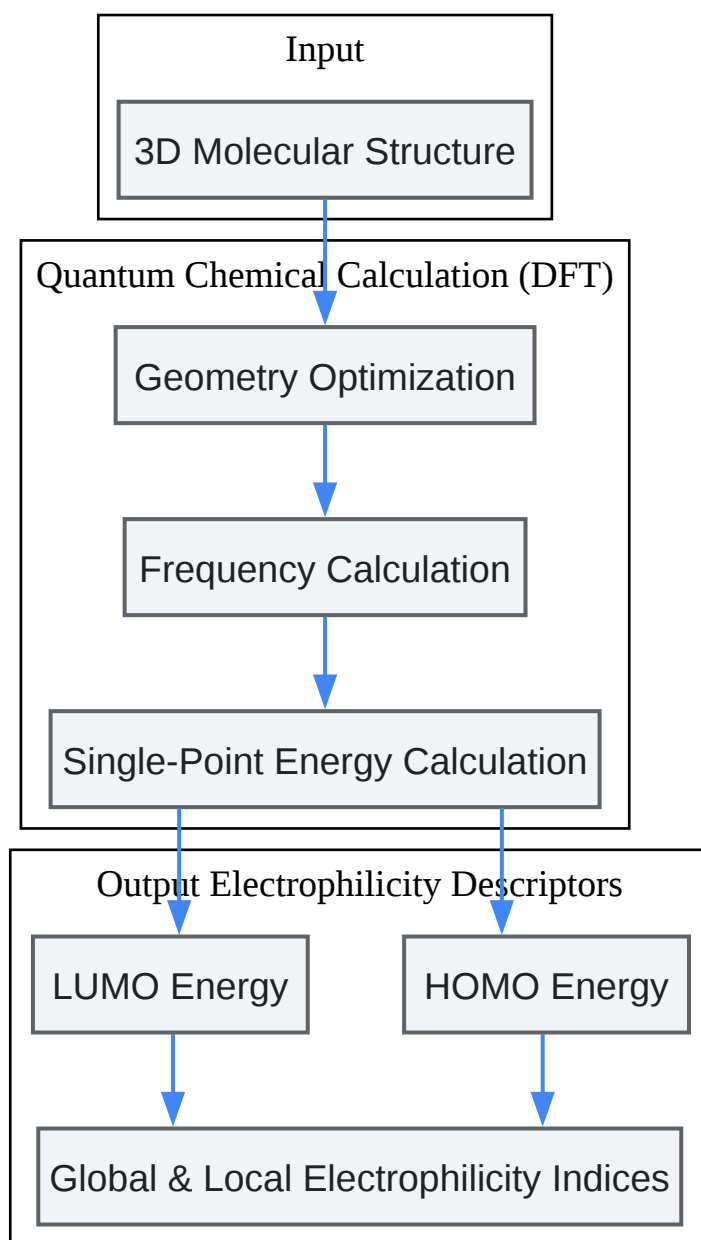 Input
3D Molecular Structure
Quantum Chemical Calculation (DFT)
Geometry Optimization
Frequency Calculation
Single-Point Energy Calculation
Output Electrophilicity Descriptors
LUMO Energy
HOMO Energy
Global & Local Electrophilicity Indices